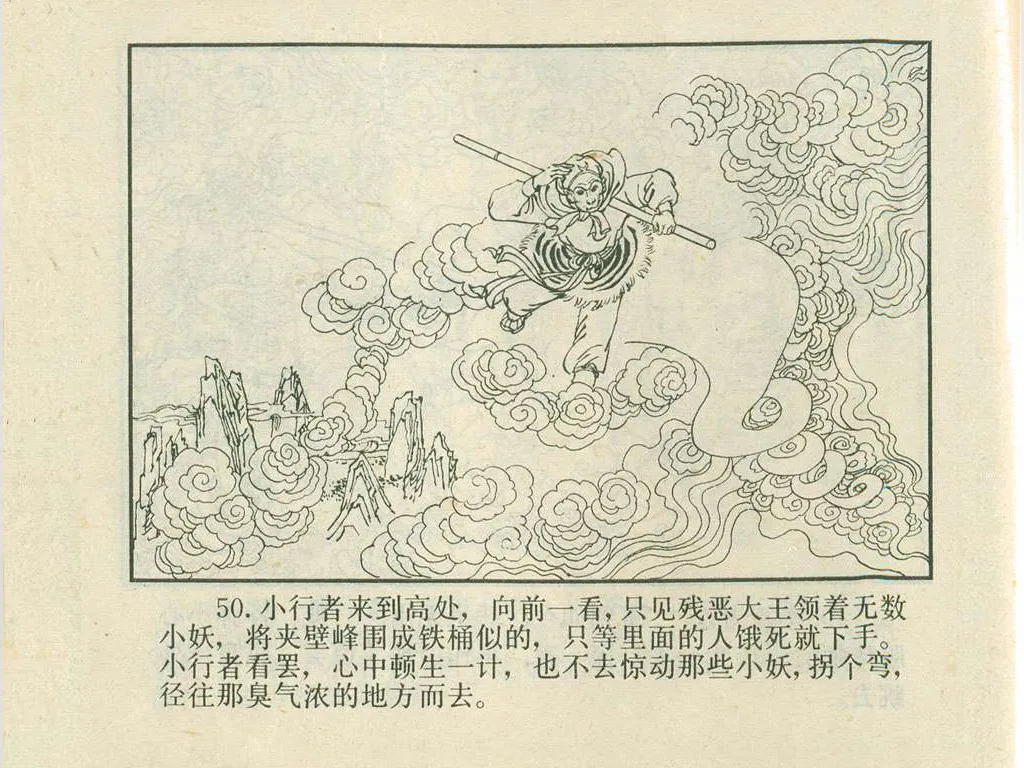 50. 小行者来到高处，向前一看，只见残恶大王领着无数
小妖，将夹壁峰围成铁桶似的，只等里面的人饿死就下手。
小行者看罢，心中顿生一计，也不去惊动那些小妖，拐个弯，
径往那臭气浓的地方而去。